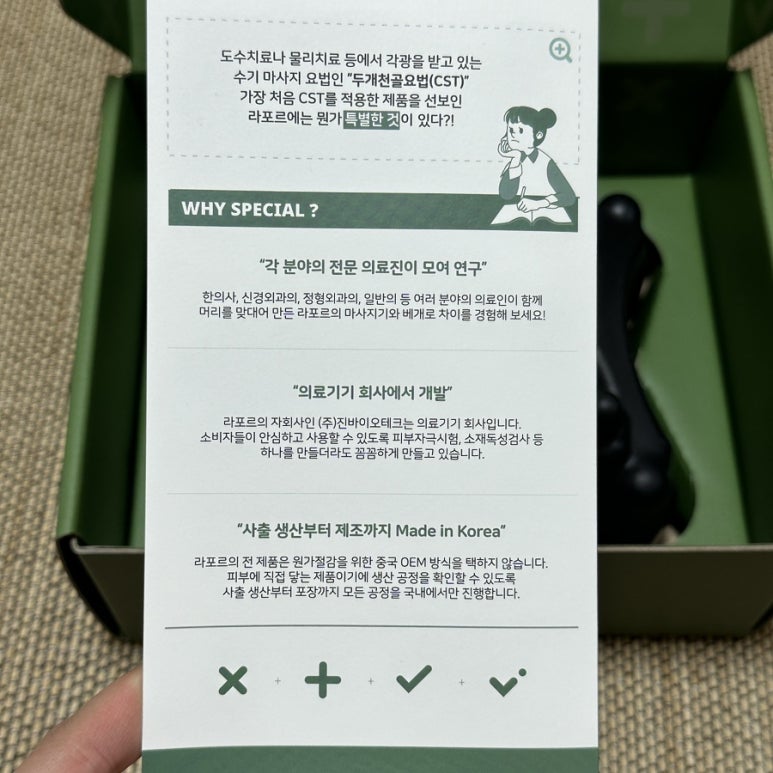 도수치료나 물리치료 등에서 각광을 받고 있는
수기 마사지 요법인 "두개천골요법(CST)"
가장 처음 CST를 적용한 제품을 선보인
라포르에는 뭔가 특별한 것이 있다?!
WHY SPECIAL ?
“각 분야의 전문 의료진이 모여 연구”
한의사, 신경외과의, 정형외과의, 일반의 등 여러 분야의 의료인이 함께
머리를 맞대어 만든 라포르의 마사지기와 베개로 차이를 경험해 보세요!
“의료기기 회사에서 개발”
라포르의 자회사인 (주)진바이오테크는 의료기기 회사입니다.
소비자들이 안심하고 사용할 수 있도록 피부자극시험, 소재독성검사 등
하나를 만들더라도 꼼꼼하게 만들고 있습니다.
“사출 생산부터 제조까지 Made in Korea”
라포르의 전 제품은 원가절감을 위한 중국 OEM 방식을 택하지 않습니다.
피부에 직접 닿는 제품이기에 생산 공정을 확인할 수 있도록
사출 생산부터 포장까지 모든 공정을 국내에서만 진행합니다.